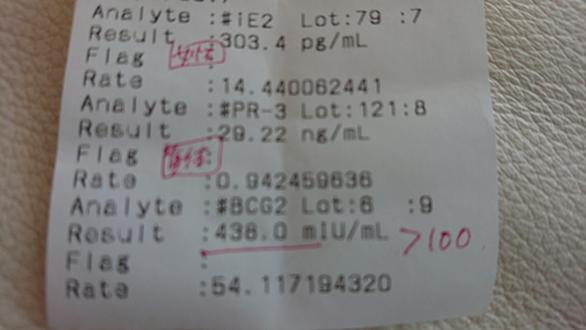 Analyte :#iE2 Lot:79 :7
Result :303.4 pg/mL
Flag :
Rate :14.440062441
Analyte :#PR-3 Lot:121:8
Result :29.22 ng/mL
Flag :
Rate :0.942459636
Analyte :#BCG2 Lot:6 :9
Result :438.0 mIU/mL >100
Flag :
Rate :54.117194320